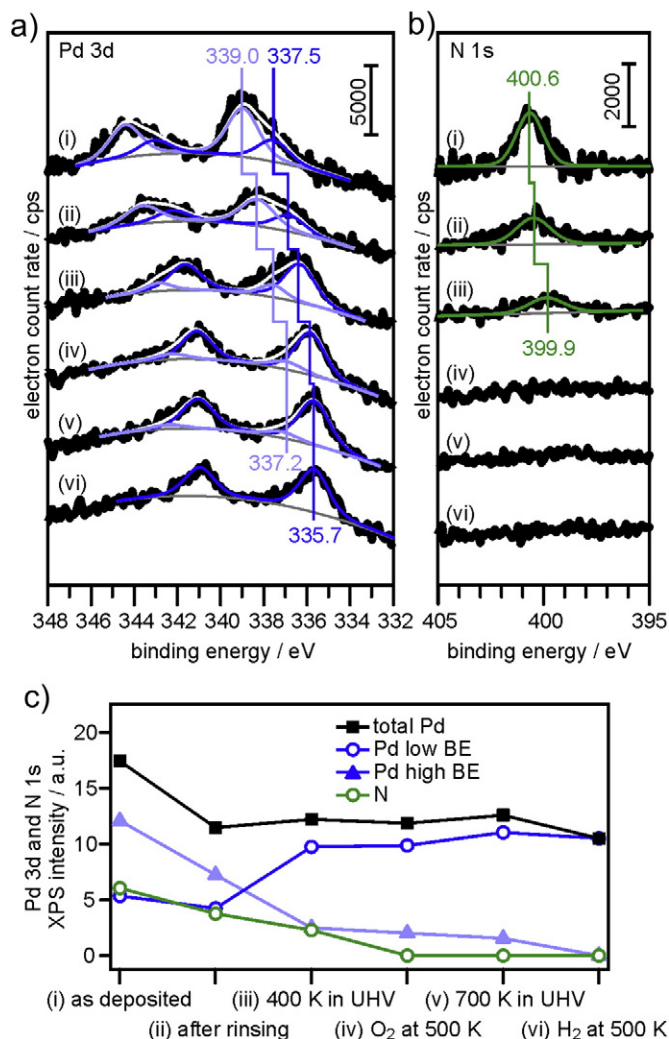 a)
Pd 3d
339.0 337.5
5000
(i)
(ii)
(iii)
(iv)
(v)
(vi)
337.2
335.7
electron count rate / cps
348 346 344 342 340 338 336 334 332
binding energy / eV
b)
N 1s
400.6
2000
(i)
(ii)
(iii)
399.9
(iv)
(v)
(vi)
electron count rate / cps
405 400 395
binding energy / eV
c)
total Pd
Pd low BE
Pd high BE
N
Pd 3d and N 1s
XPS intensity / a.u.
20
15
10
5
0
(i) as deposited (iii) 400 K in UHV (v) 700 K in UHV
(ii) after rinsing (iv) O₂ at 500 K (vi) H₂ at 500 K